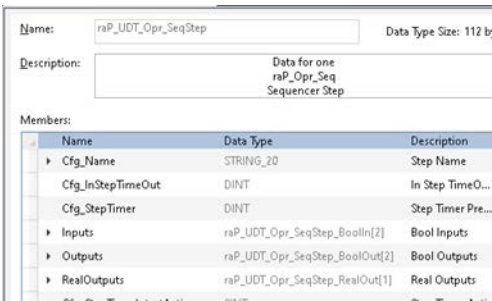 Name: raP_UDT_Opr_SeqStep Data Type Size: 112 by
Description: Data for one
raP_Opr_Seq
Sequencer Step
Members:
Name Data Type Description
Cfg_Name STRING_20 Step Name
Cfg_InStepTimeOut DINT In Step TimeO...
Cfg_StepTimer DINT Step Timer Pre...
Inputs raP_UDT_Opr_SeqStep_BoolIn[2] Bool Inputs
Outputs raP_UDT_Opr_SeqStep_BoolOut[2] Bool Outputs
RealOutputs raP_UDT_Opr_SeqStep_RealOut[1] Real Outputs